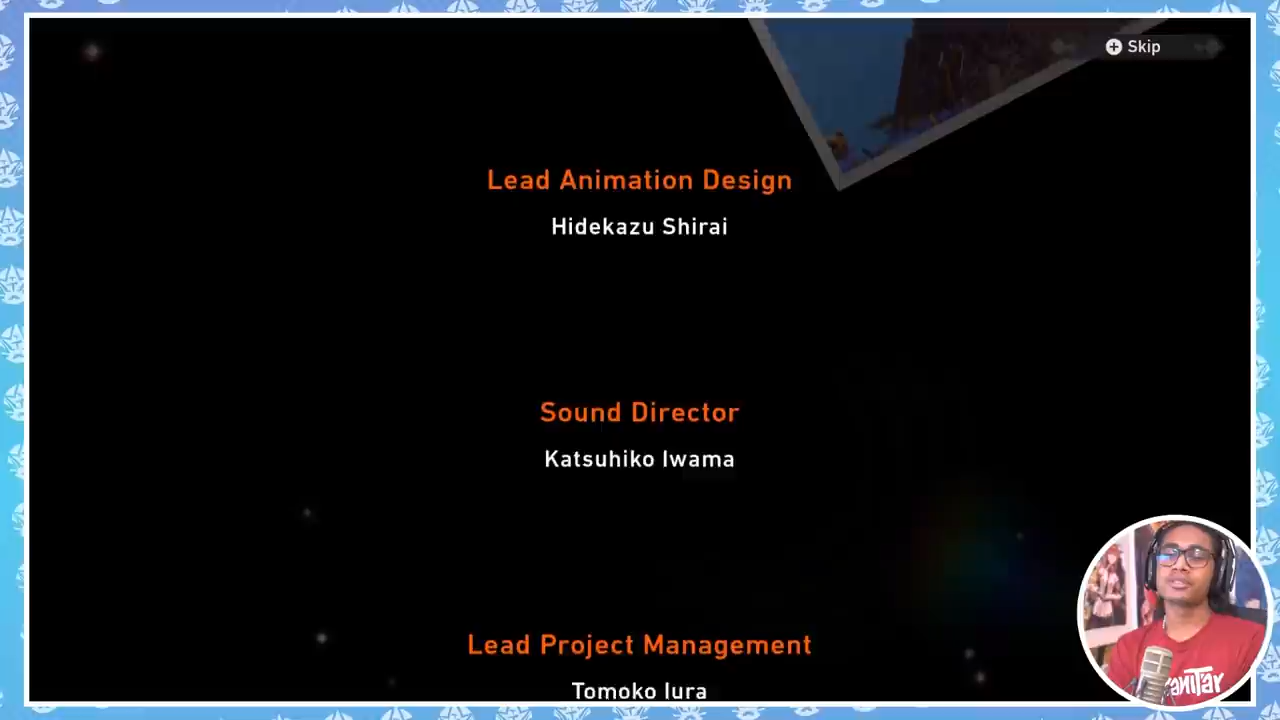 Skip
Lead Animation Design
Hidekazu Shirai
Sound Director
Katsuhiko Iwama
Lead Project Management
Tomoko Iura